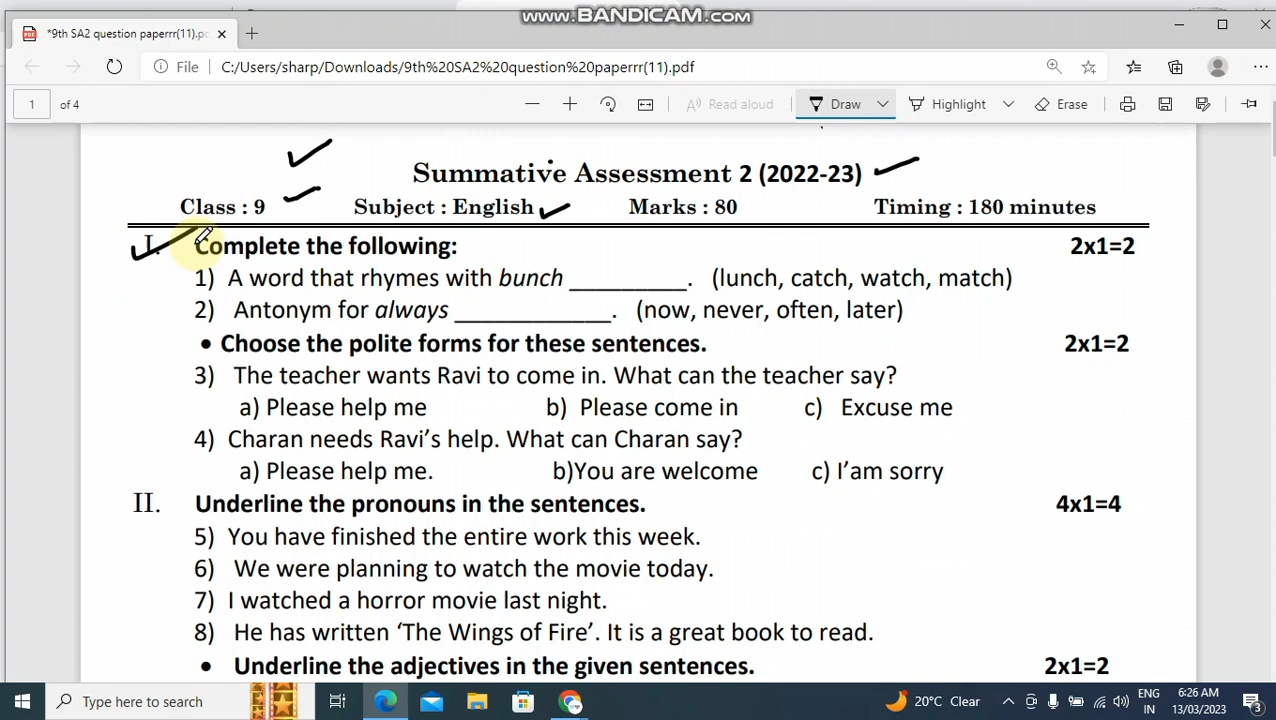 www.BANDICAM.com
*9th SA2 question paperrr(11).pd
File C:/Users/sharp/Downloads/9th%20SA2%20question%20paperrr(11).pdf
1 of 4 Read aloud Draw Highlight Erase
Summative Assessment 2 (2022-23)
Class : 9 Subject : English Marks : 80 Timing : 180 minutes
I. Complete the following: 2x1=2
1) A word that rhymes with bunch _________. (lunch, catch, watch, match)
2) Antonym for always ____________. (now, never, often, later)
• Choose the polite forms for these sentences. 2x1=2
3) The teacher wants Ravi to come in. What can the teacher say?
a) Please help me b) Please come in c) Excuse me
4) Charan needs Ravi’s help. What can Charan say?
a) Please help me. b)You are welcome c) I’am sorry
II. Underline the pronouns in the sentences. 4x1=4
5) You have finished the entire work this week.
6) We were planning to watch the movie today.
7) I watched a horror movie last night.
8) He has written ‘The Wings of Fire’. It is a great book to read.
• Underline the adjectives in the given sentences. 2x1=2
Type here to search 20°C Clear ENG 6:26 AM
IN 13/03/2023 3